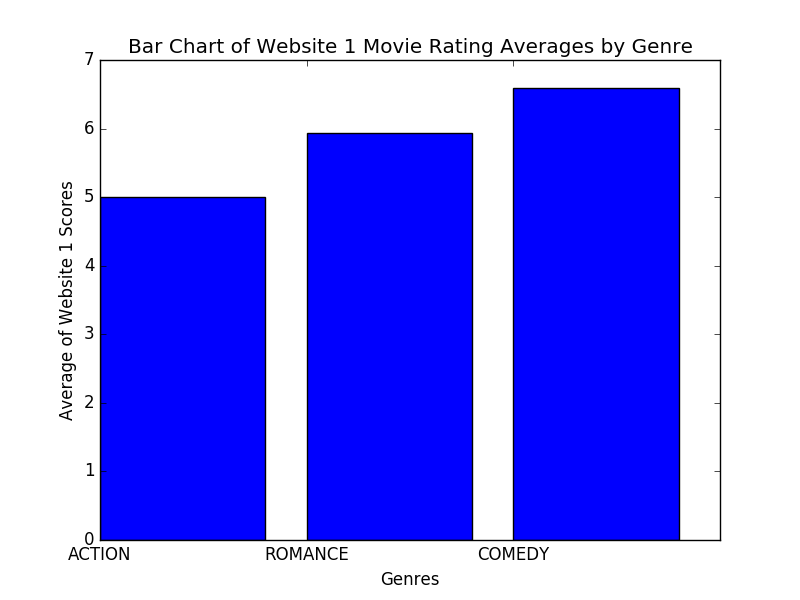 Bar Chart of Website 1 Movie Rating Averages by Genre
7
6
5
4
3
2
1
0
Average of Website 1 Scores
ACTION ROMANCE COMEDY
Genres